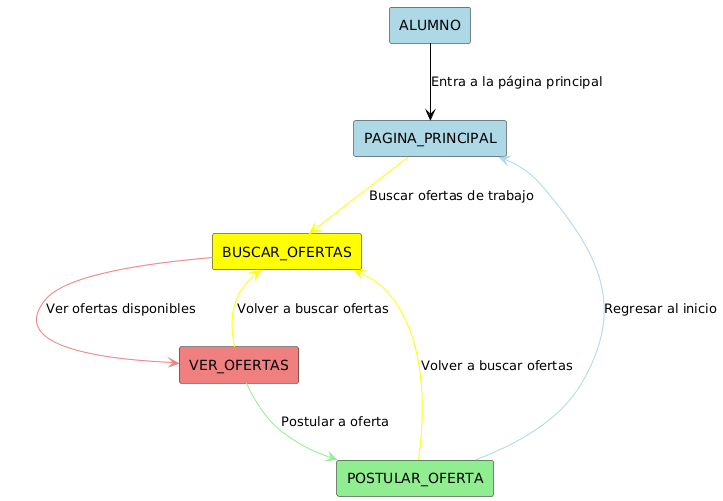 ALUMNO
Entra a la página principal
PAGINA_PRINCIPAL
Buscar ofertas de trabajo
BUSCAR_OFERTAS
Ver ofertas disponibles
Volver a buscar ofertas
Regresar al inicio
VER_OFERTAS
Volver a buscar ofertas
Postular a oferta
POSTULAR_OFERTA